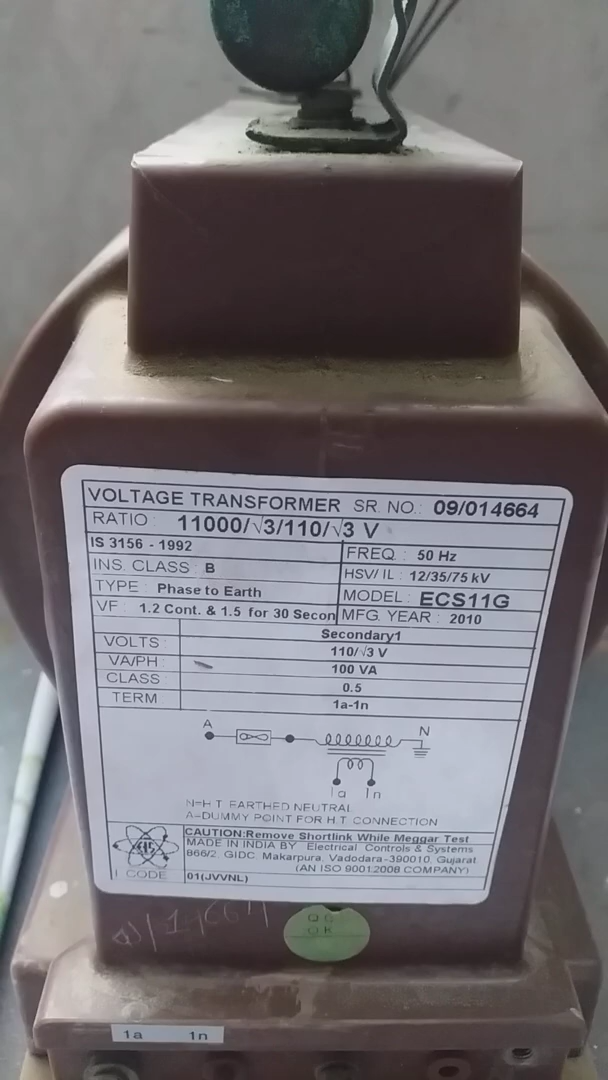 VOLTAGE TRANSFORMER SR. NO.: 09/014664
RATIO : 11000/√3/110/√3 V
IS 3156 - 1992
FREQ. : 50 Hz
INS. CLASS : B
HSV/ IL : 12/35/75 kV
TYPE : Phase to Earth
MODEL : ECS11G
VF : 1.2 Cont. & 1.5 for 30 Secon
MFG. YEAR : 2010
Secondary1
VOLTS : 110/√3 V
VA/PH : 100 VA
CLASS 0.5
TERM 1a-1n
A N
1a 1n
N=H.T EARTHED NEUTRAL
A=DUMMY POINT FOR H.T. CONNECTION
CAUTION:Remove Shortlink While Meggar Test
MADE IN INDIA BY Electrical Controls & Systems
866/2, GIDC, Makarpura, Vadodara-390010, Gujarat
(AN ISO 9001:2008 COMPANY)
I CODE 01(JVVNL)
QC
OK
1a 1n